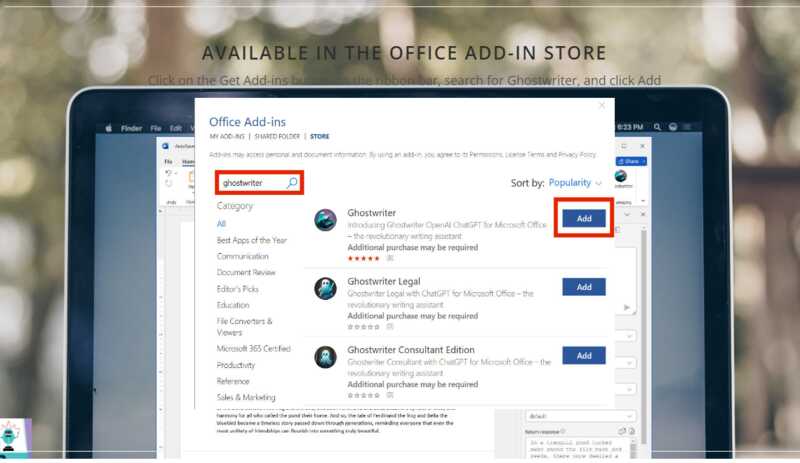 AVAILABLE IN THE OFFICE ADD-IN STORE
Click on the Get Add-ins button on the ribbon bar, search for Ghostwriter, and click Add
Finder File Edit
6:23 PM
Office Add-ins
MY ADD-INS | SHARED FOLDER | STORE
Add-ins may access personal and document information. By using an add-in, you agree to its Permissions, License Terms and Privacy Policy.
ghostwriter
Sort by: Popularity
Category
All
Best Apps of the Year
Communication
Document Review
Editor's Picks
Education
File Converters &
Viewers
Microsoft 365 Certified
Productivity
Reference
Sales & Marketing
Ghostwriter
Introducing Ghostwriter OpenAI ChatGPT for Microsoft Office
– the revolutionary writing assistant
Additional purchase may be required
Add
Ghostwriter Legal
Ghostwriter Legal with ChatGPT for Microsoft Office – the
revolutionary writing assistant
Additional purchase may be required
Add
Ghostwriter Consultant Edition
Ghostwriter Consultant with ChatGPT for Microsoft Office – the
revolutionary writing assistant
Additional purchase may be required
Add
File
Share
harmony for all who called the pond their home. And so, the tale of Ferdinand the frog and Bella the
bluebird became a timeless story passed down through generations, reminding everyone that even the
most unlikely of friendships can flourish into something truly beautiful.
default
Return response